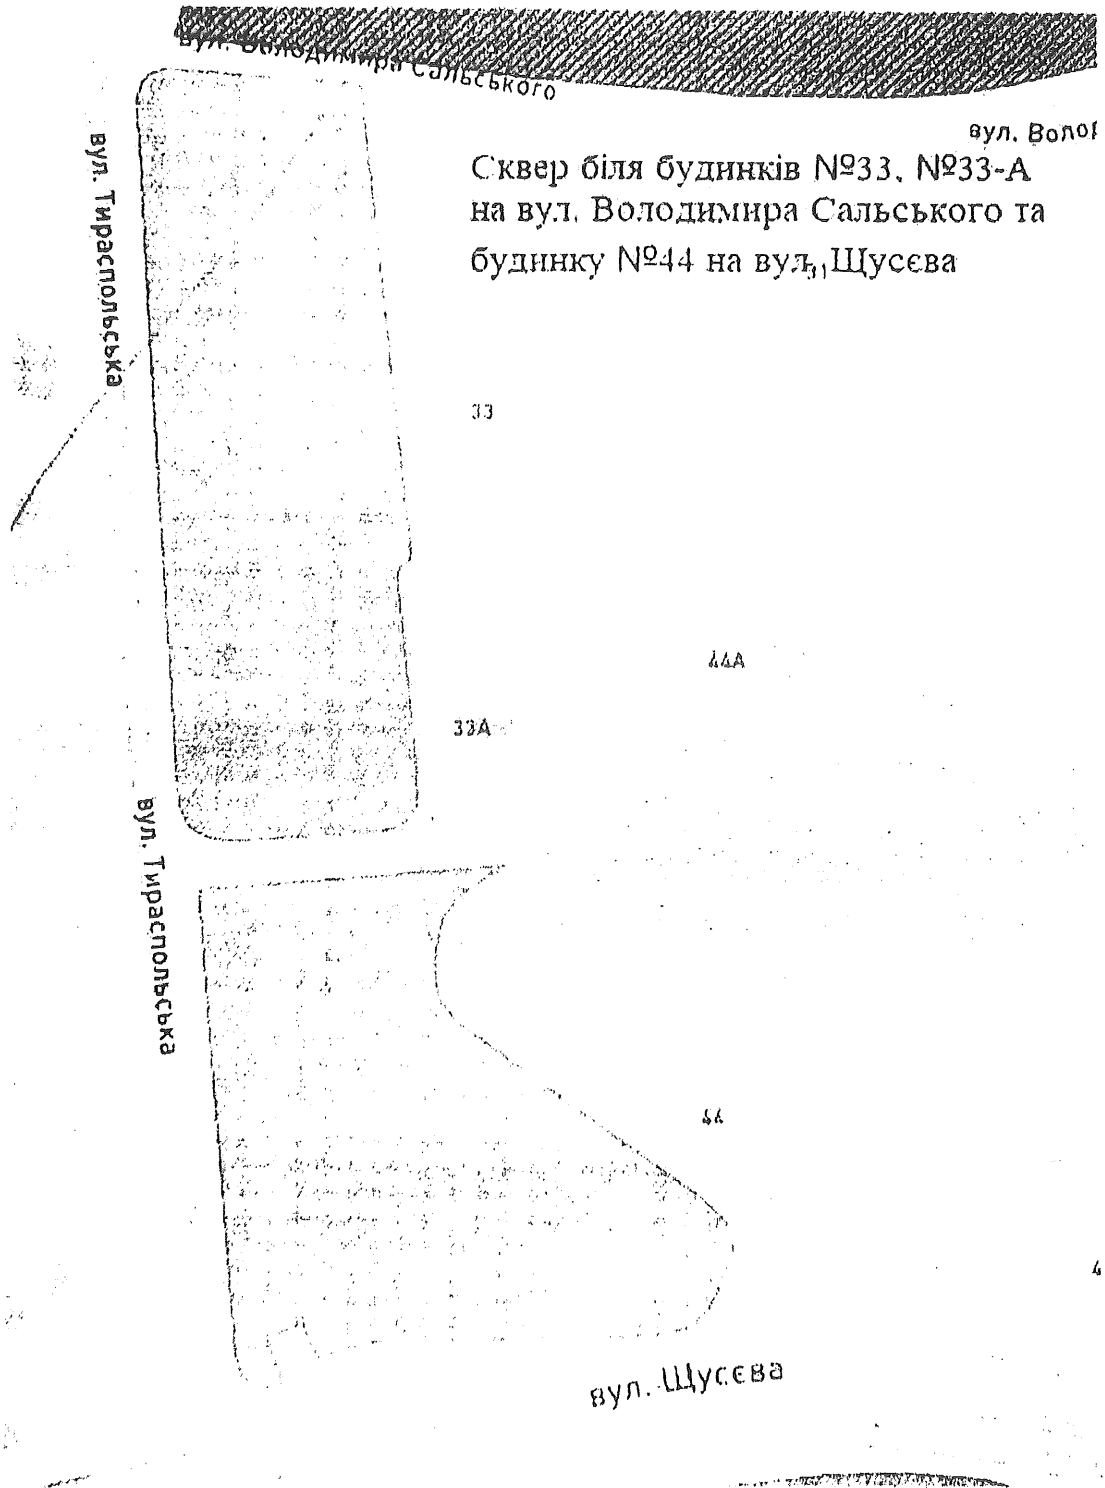 вул. Володимира Сальського
вул. Воло
вул. Тираспольська
Сквер біля будинків №33, №33-А
на вул. Володимира Сальського та
будинку №44 на вул. Щусєва
33
44А
33А
вул. Тираспольська
44
4
вул. Щусєва